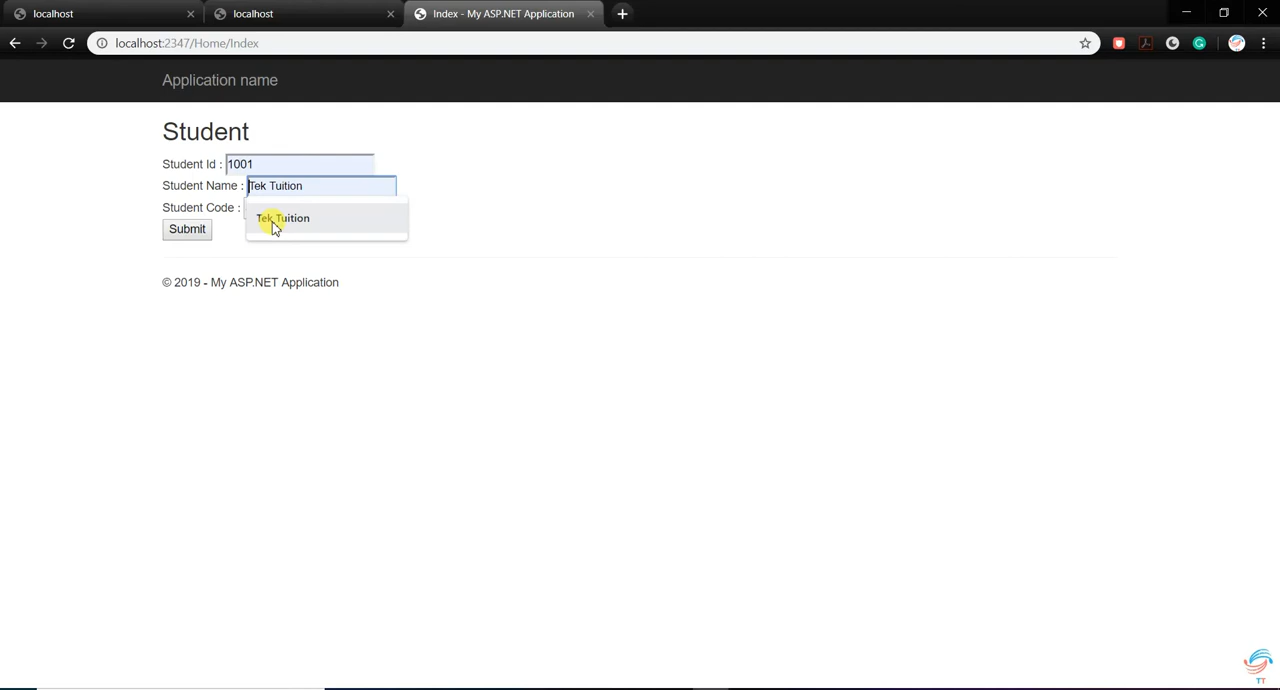 localhost
localhost
Index - My ASP.NET Application
localhost:2347/Home/Index
Application name
Student
Student Id : 1001
Student Name : Tek Tuition
Student Code :
Tek Tuition
Submit
© 2019 - My ASP.NET Application
TT